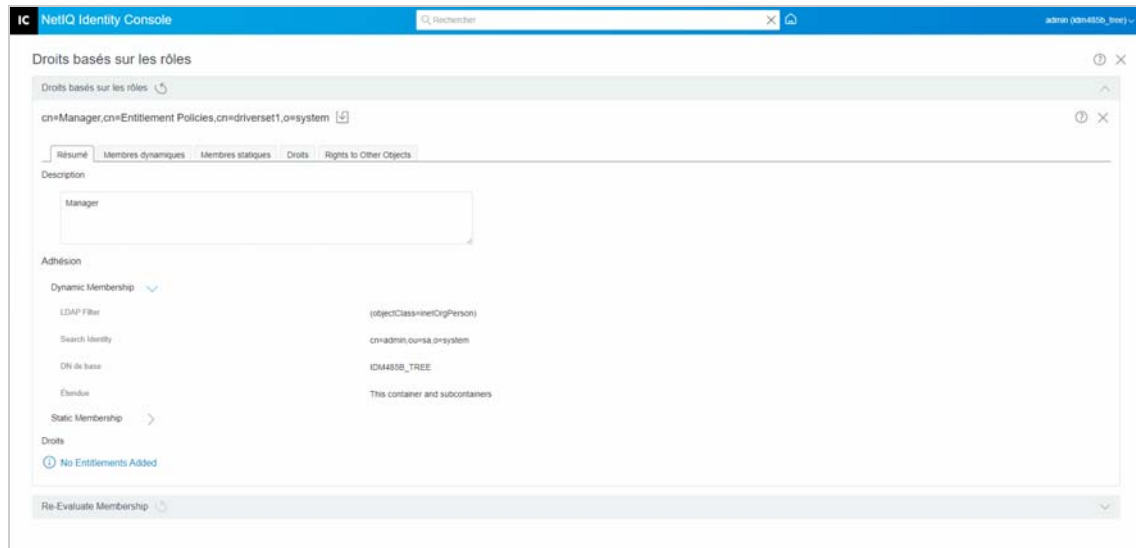 IC NetIQ Identity Console Rechercher admin (idm485b_tree)
Droits basés sur les rôles
Droits basés sur les rôles
cn=Manager,cn=Entitlement Policies,cn=driverset1,o=system
Résumé Membres dynamiques Membres statiques Droits Rights to Other Objects
Description
Manager
Adhésion
Dynamic Membership
LDAP Filter (objectClass=inetOrgPerson)
Search Identity cn=admin,ou=sa,o=system
DN de base IDM485B_TREE
Étendue This container and subcontainers
Static Membership
Droits
No Entitlements Added
Re-Evaluate Membership